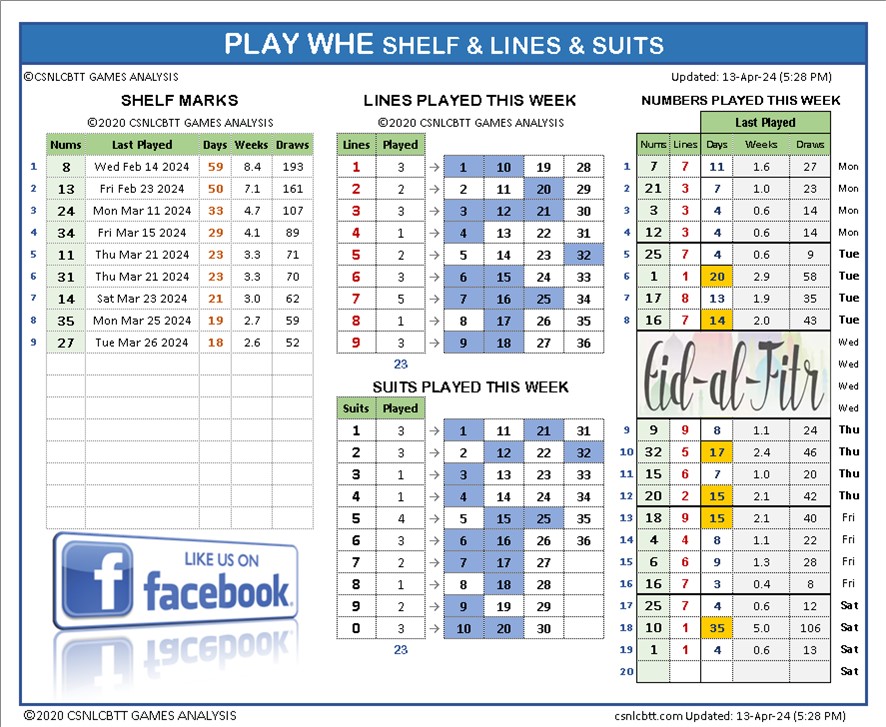 PLAY WHE SHELF & LINES & SUITS
©CSNLCBTT GAMES ANALYSIS Updated: 13-Apr-24 (5:28 PM)
SHELF MARKS
©2020 CSNLCBTT GAMES ANALYSIS
Nums Last Played Days Weeks Draws
1 8 Wed Feb 14 2024 59 8.4 193
2 13 Fri Feb 23 2024 50 7.1 161
3 24 Mon Mar 11 2024 33 4.7 107
4 34 Fri Mar 15 2024 29 4.1 89
5 11 Thu Mar 21 2024 23 3.3 71
6 31 Thu Mar 21 2024 23 3.3 70
7 14 Sat Mar 23 2024 21 3.0 62
8 35 Mon Mar 25 2024 19 2.7 59
9 27 Tue Mar 26 2024 18 2.6 52
LIKE US ON
facebook
LINES PLAYED THIS WEEK
©2020 CSNLCBTT GAMES ANALYSIS
Lines Played
1 3 → 1 10 19 28
2 2 → 2 11 20 29
3 3 → 3 12 21 30
4 1 → 4 13 22 31
5 2 → 5 14 23 32
6 3 → 6 15 24 33
7 5 → 7 16 25 34
8 1 → 8 17 26 35
9 3 → 9 18 27 36
23
SUITS PLAYED THIS WEEK
Suits Played
1 3 → 1 11 21 31
2 3 → 2 12 22 32
3 1 → 3 13 23 33
4 1 → 4 14 24 34
5 4 → 5 15 25 35
6 3 → 6 16 26 36
7 2 → 7 17 27
8 1 → 8 18 28
9 2 → 9 19 29
0 3 → 10 20 30
23
NUMBERS PLAYED THIS WEEK
Last Played
Nums Lines Days Weeks Draws
1 7 7 11 1.6 27 Mon
2 21 3 7 1.0 23 Mon
3 3 3 4 0.6 14 Mon
4 12 3 4 0.6 14 Mon
5 25 7 4 0.6 9 Tue
6 1 1 20 2.9 58 Tue
7 17 8 13 1.9 35 Tue
8 16 7 14 2.0 43 Tue
Eid-al-Fitr
Wed
Wed
Wed
Wed
9 9 9 8 1.1 24 Thu
10 32 5 17 2.4 46 Thu
11 15 6 7 1.0 20 Thu
12 20 2 15 2.1 42 Thu
13 18 9 15 2.1 40 Fri
14 4 4 8 1.1 22 Fri
15 6 6 9 1.3 28 Fri
16 16 7 3 0.4 8 Fri
17 25 7 4 0.6 12 Sat
18 10 1 35 5.0 106 Sat
19 1 1 4 0.6 13 Sat
20 Sat
©2020 CSNLCBTT GAMES ANALYSIS csnlcbtt.com Updated: 13-Apr-24 (5:28 PM)